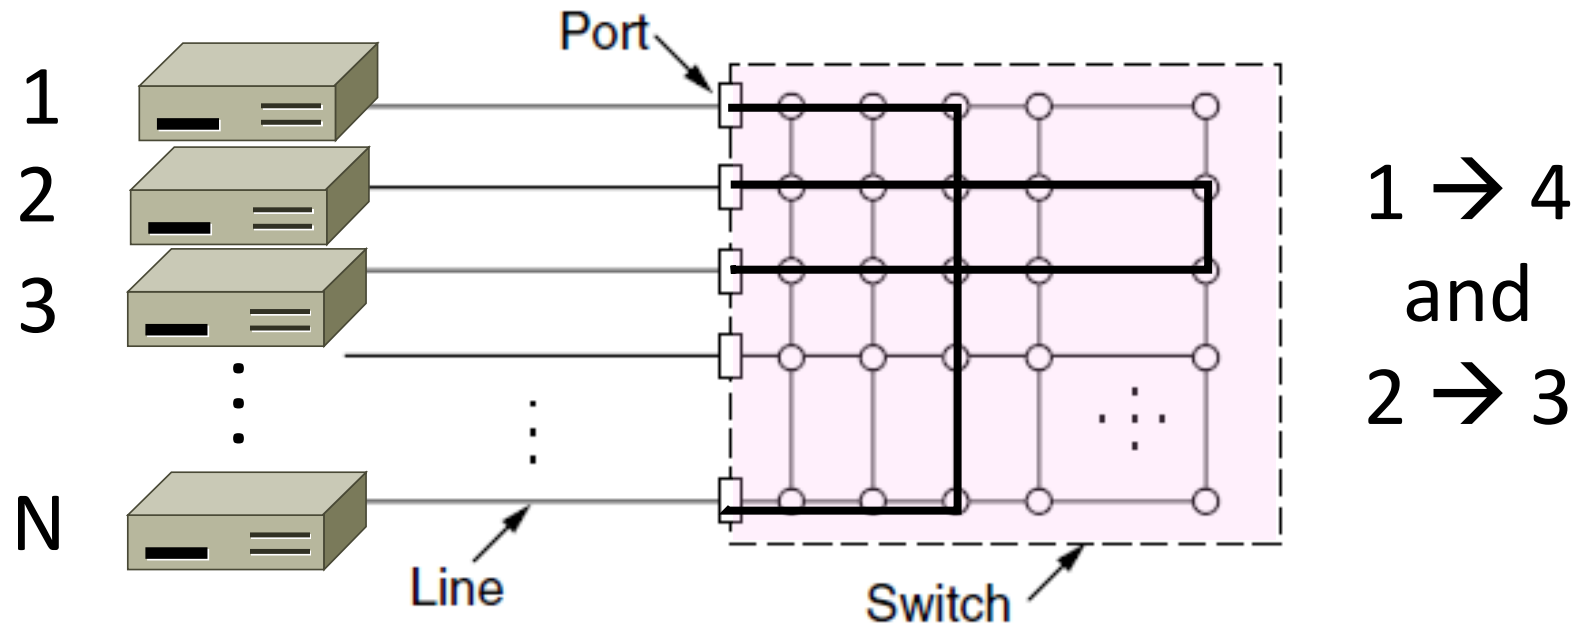 Port
1
2
3
N
Line
Switch
1 → 4
and
2 → 3